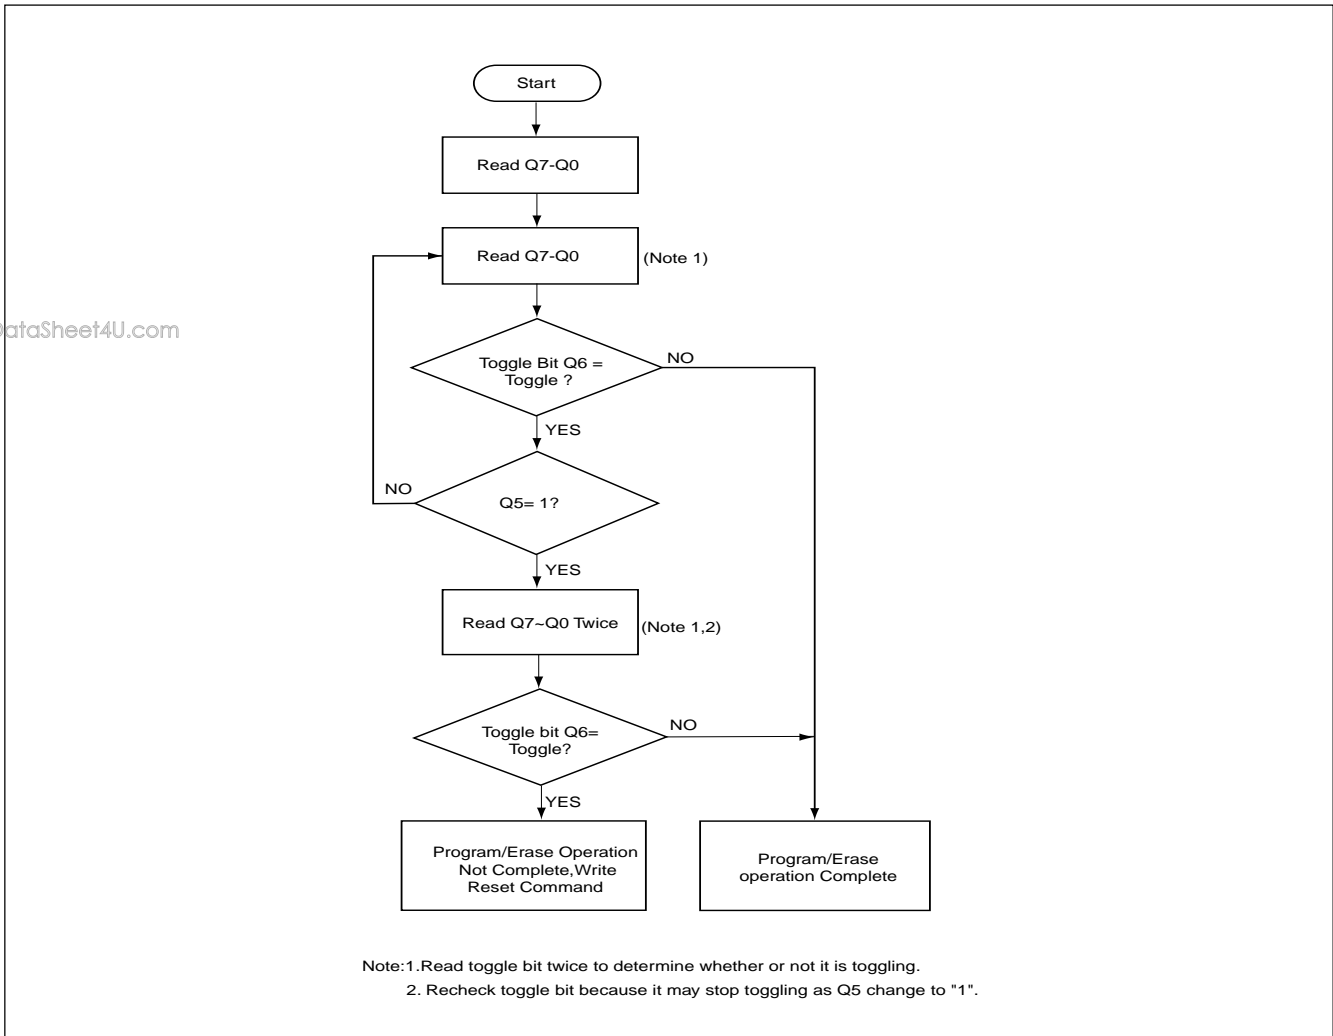 Start
Read Q7-Q0
Read Q7-Q0
(Note 1)
DataSheet4U.com
Toggle Bit Q6 =
Toggle ?
NO
YES
NO
Q5= 1?
YES
Read Q7~Q0 Twice
(Note 1,2)
Toggle bit Q6=
Toggle?
NO
YES
Program/Erase Operation
Not Complete,Write
Reset Command
Program/Erase
operation Complete
Note:1.Read toggle bit twice to determine whether or not it is toggling.
2. Recheck toggle bit because it may stop toggling as Q5 change to "1".